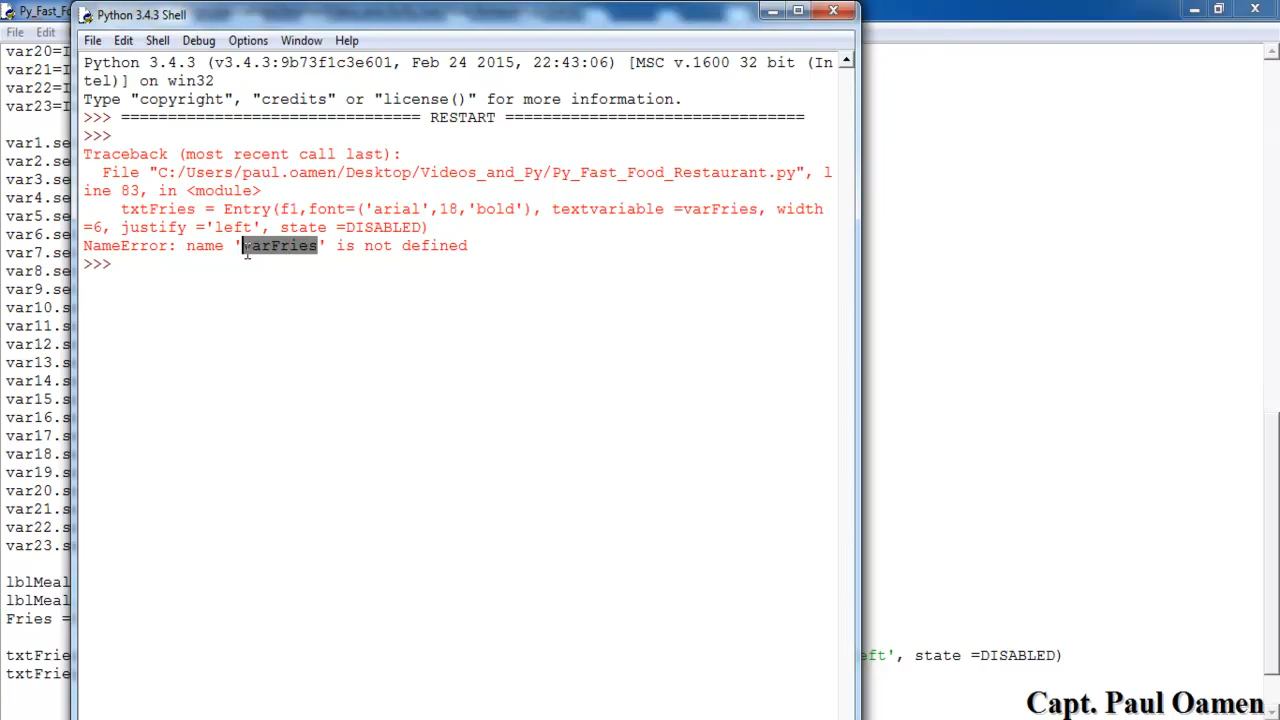 Py_Fast_Fo
Python 3.4.3 Shell
File Edit
File Edit Shell Debug Options Window Help
var20=I
var21=I
var22=I
var23=I
var1.se
var2.se
var3.se
var4.se
var5.se
var6.se
var7.se
var8.se
var9.se
var10.s
var11.s
var12.s
var13.s
var14.s
var15.s
var16.s
var17.s
var18.s
var19.s
var20.s
var21.s
var22.s
var23.s
lblMeal
lblMeal
Fries =
txtFrie
txtFrie
Python 3.4.3 (v3.4.3:9b73f1c3e601, Feb 24 2015, 22:43:06) [MSC v.1600 32 bit (In
tel)] on win32
Type "copyright", "credits" or "license()" for more information.
>>> ================================ RESTART ================================
>>>
Traceback (most recent call last):
  File "C:/Users/paul.oamen/Desktop/Videos_and_Py/Py_Fast_Food_Restaurant.py", l
ine 83, in <module>
    txtFries = Entry(f1,font=('arial',18,'bold'), textvariable =varFries, width
=6, justify ='left', state =DISABLED)
NameError: name 'varFries' is not defined
>>>
eft', state =DISABLED)
Capt. Paul Oamen